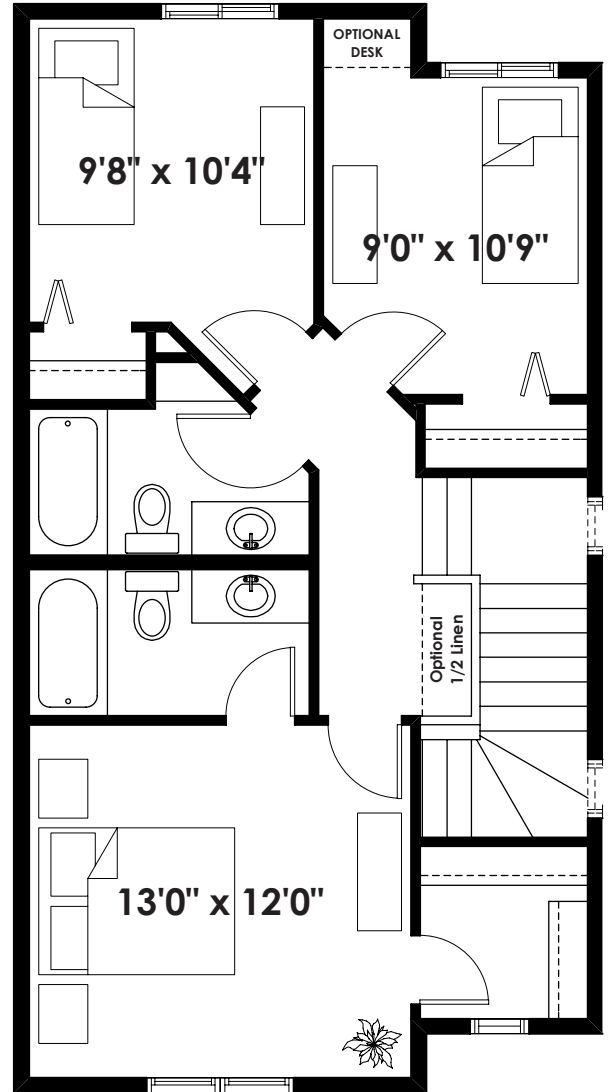 OPTIONAL
DESK
9'8" x 10'4"
9'0" x 10'9"
Optional
1/2 Linen
13'0" x 12'0"